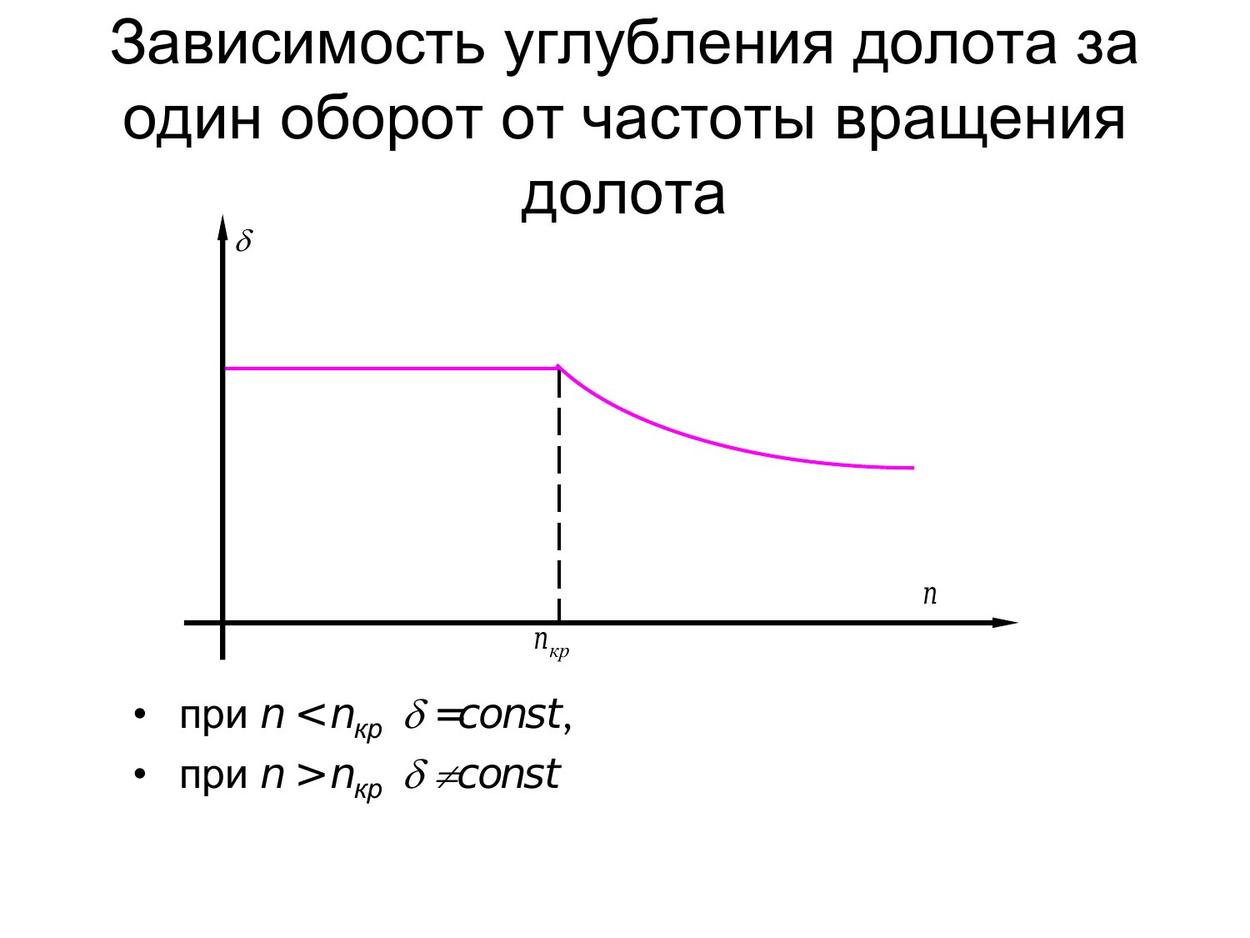 Зависимость углубления долота за
один оборот от частоты вращения
долота
δ
n
nкр
• при n < nкр δ =const,
• при n > nкр δ ≠const